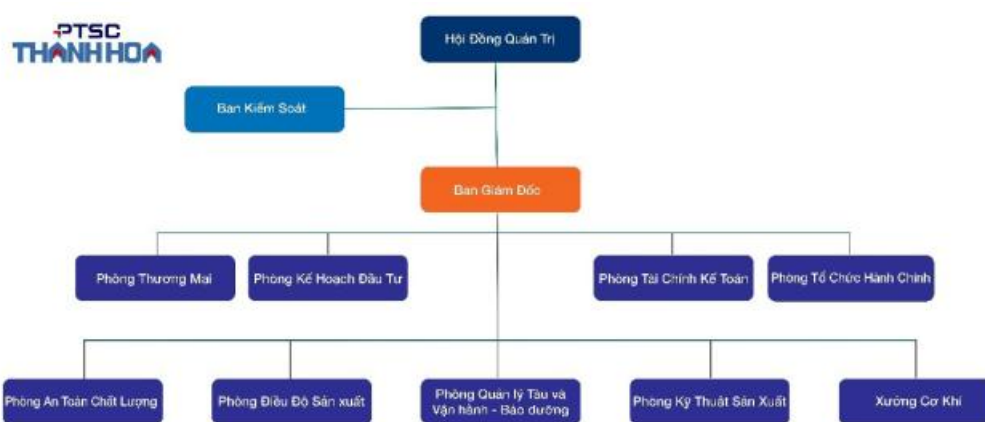 PTSC
THANH HOA
Hội Đồng Quản Trị
Ban Kiểm Soát
Ban Giám Đốc
Phòng Thương Mại
Phòng Kế Hoạch Đầu Tư
Phòng Tài Chính Kế Toán
Phòng Tổ Chức Hành Chính
Phòng An Toàn Chất Lượng
Phòng Điều Độ Sản xuất
Phòng Quản lý Tàu và
Vận hành - Bảo dưỡng
Phòng Kỹ Thuật Sản Xuất
Xưởng Cơ Khí